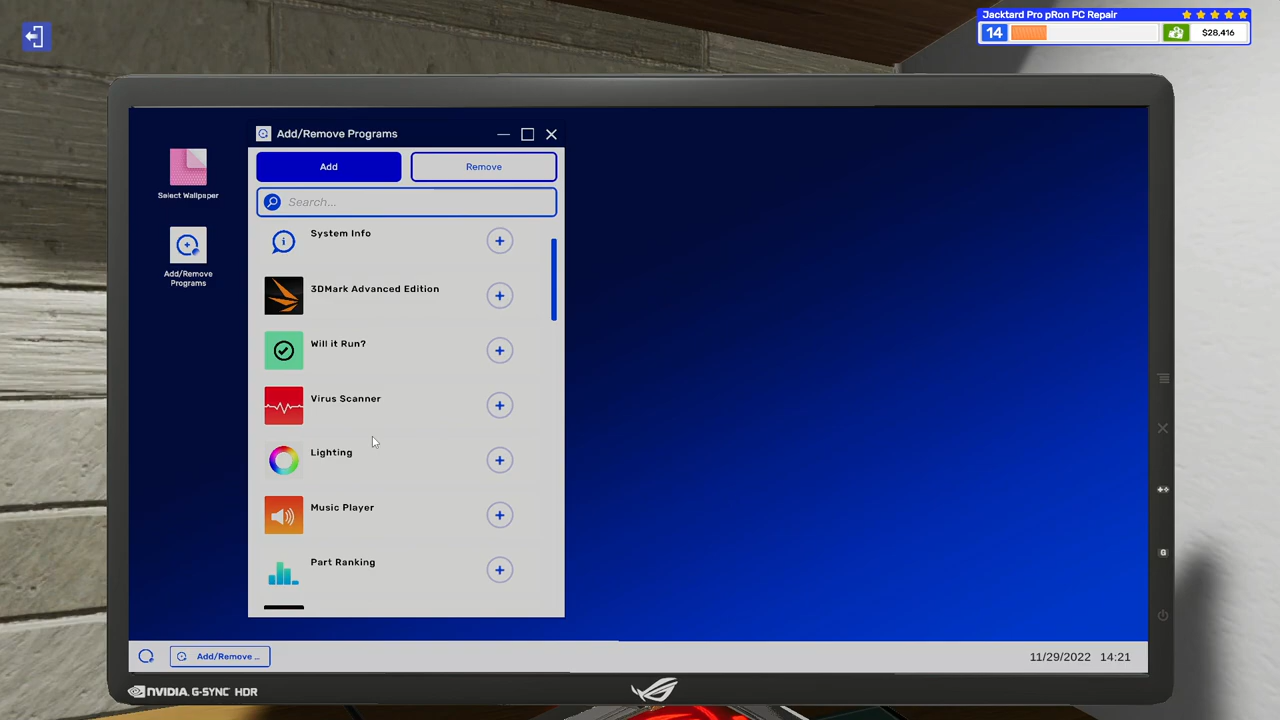 Jacktard Pro pRon PC Repair
14
$28,416
Add/Remove Programs
Add
Remove
Search...
System Info
3DMark Advanced Edition
Will it Run?
Virus Scanner
Lighting
Music Player
Part Ranking
Select Wallpaper
Add/Remove
Programs
Add/Remove ...
11/29/2022 14:21
NVIDIA G-SYNC HDR
G